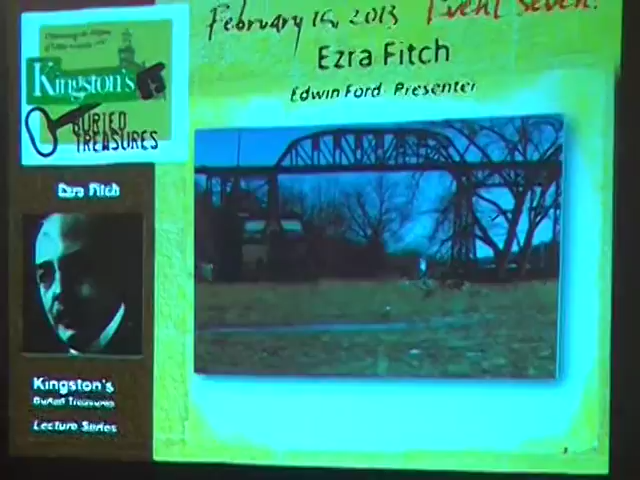 February 16, 2013 Event Seven:
Ezra Fitch
Edwin Ford Presenter
Kingston's
BURIED
TREASURES
Ezra Fitch
Kingston's
Buried Treasures
Lecture Series